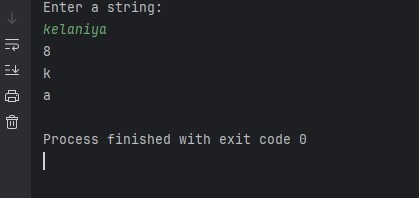 Enter a string:
kelaniya
8
k
a
Process finished with exit code 0